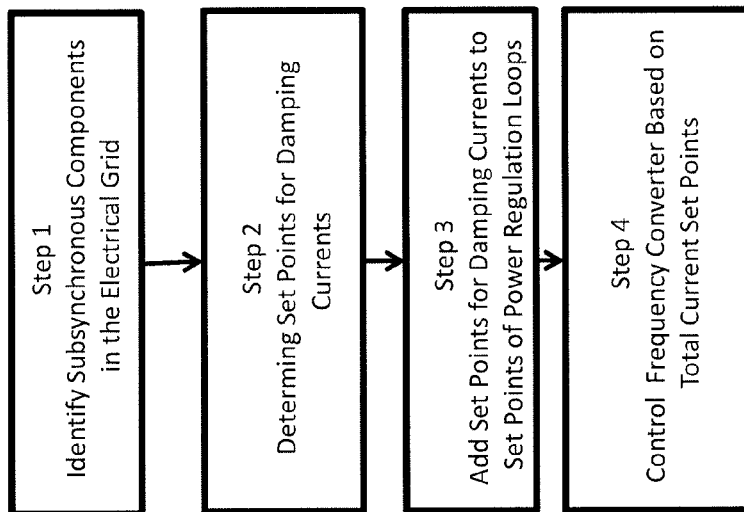 Step 1
Identify Subsynchronous Components
in the Electrical Grid
Step 2
Determing Set Points for Damping
Currents
Step 3
Add Set Points for Damping Currents to
Set Points of Power Regulation Loops
Step 4
Control Frequency Converter Based on
Total Current Set Points